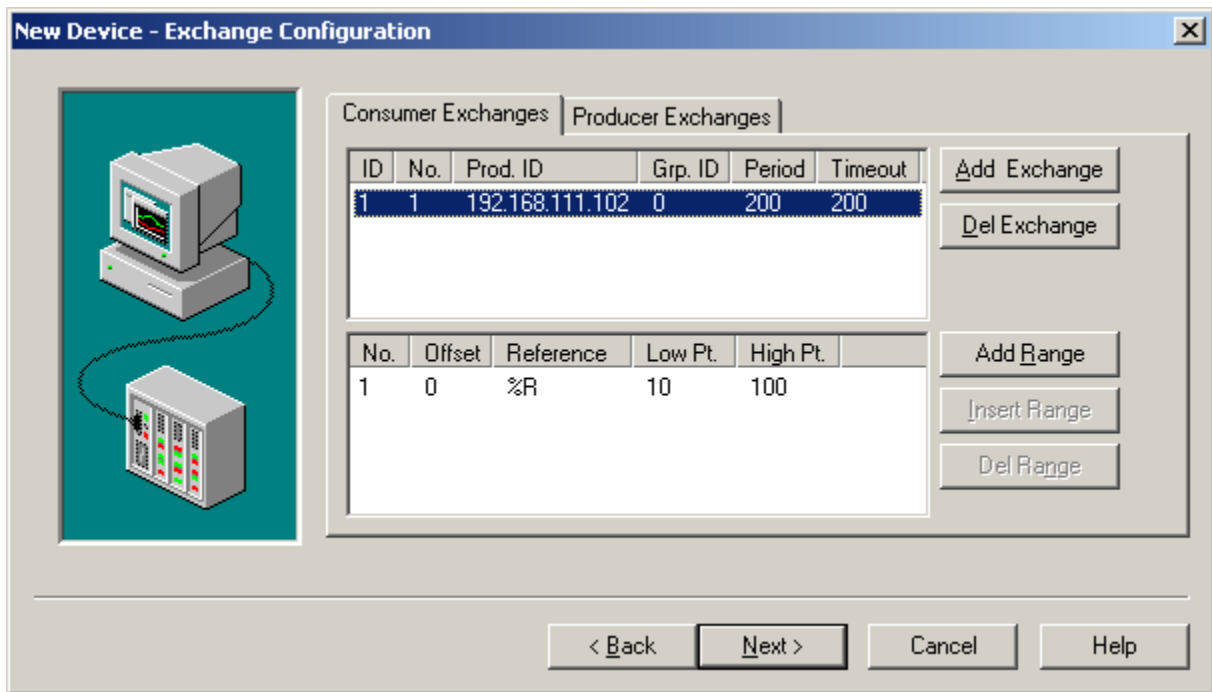 New Device - Exchange Configuration
Consumer Exchanges Producer Exchanges
ID No. Prod. ID Grp. ID Period Timeout
1 1 192.168.111.102 0 200 200
Add Exchange
Del Exchange
No. Offset Reference Low Pt. High Pt.
1 0 %R 10 100
Add Range
Insert Range
Del Range
< Back Next > Cancel Help